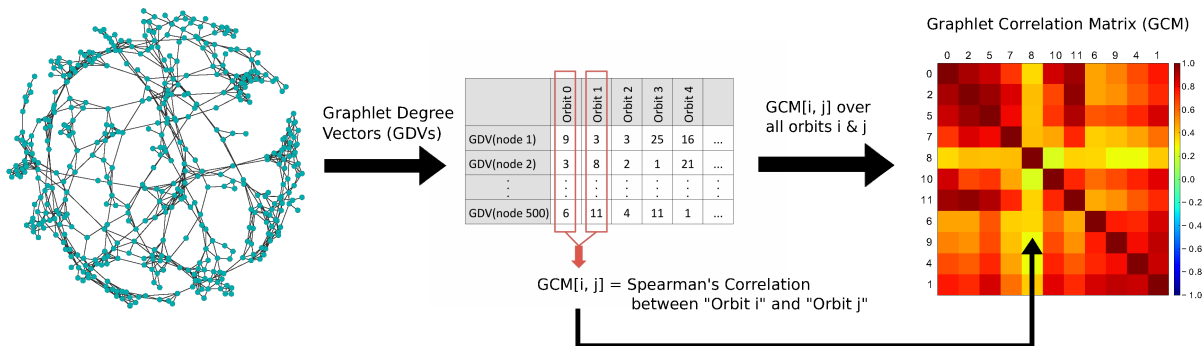 Graphlet Correlation Matrix (GCM)
0 2 5 7 8 10 11 6 9 4 1
Graphlet Degree
Vectors (GDVs)
Orbit 0 Orbit 1 Orbit 2 Orbit 3 Orbit 4
GDV(node 1) 9 3 3 25 16 ...
GDV(node 2) 3 8 2 1 21 ...
: : : : : :
GDV(node 500) 6 11 4 11 1 ...
GCM[i, j] over
all orbits i & j
GCM[i, j] = Spearman's Correlation
between "Orbit i" and "Orbit j"
0
2
5
7
8
10
11
6
9
4
1
1.0
0.8
0.6
0.4
0.2
0.0
−0.2
−0.4
−0.6
−0.8
−1.0